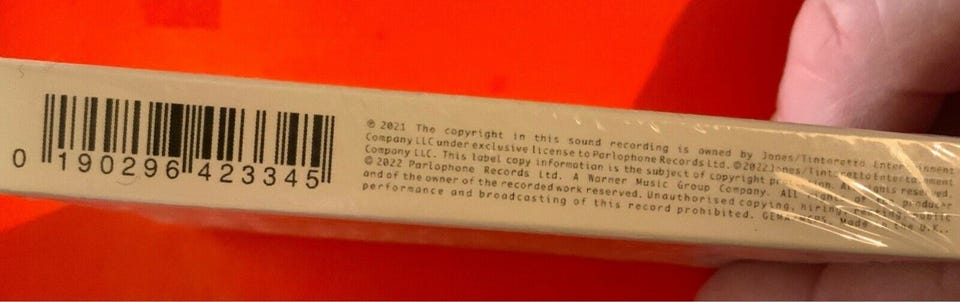 0 190296 423345
℗ 2021 The copyright in this sound recording is owned by Jones/Tintoretto Entertainment
Company LLC under exclusive license to Parlophone Records Ltd. © 2022 Jones/Tintoretto Entertainment
Company LLC. This label copy information is the subject of copyright protection. All rights reserved.
© 2022 Parlophone Records Ltd. A Warner Music Group Company. All rights of the producer
and of the owner of the recorded work reserved. Unauthorised copying, hiring, renting, public
performance and broadcasting of this record prohibited. GEMA/MCPS. Made in the U.K..